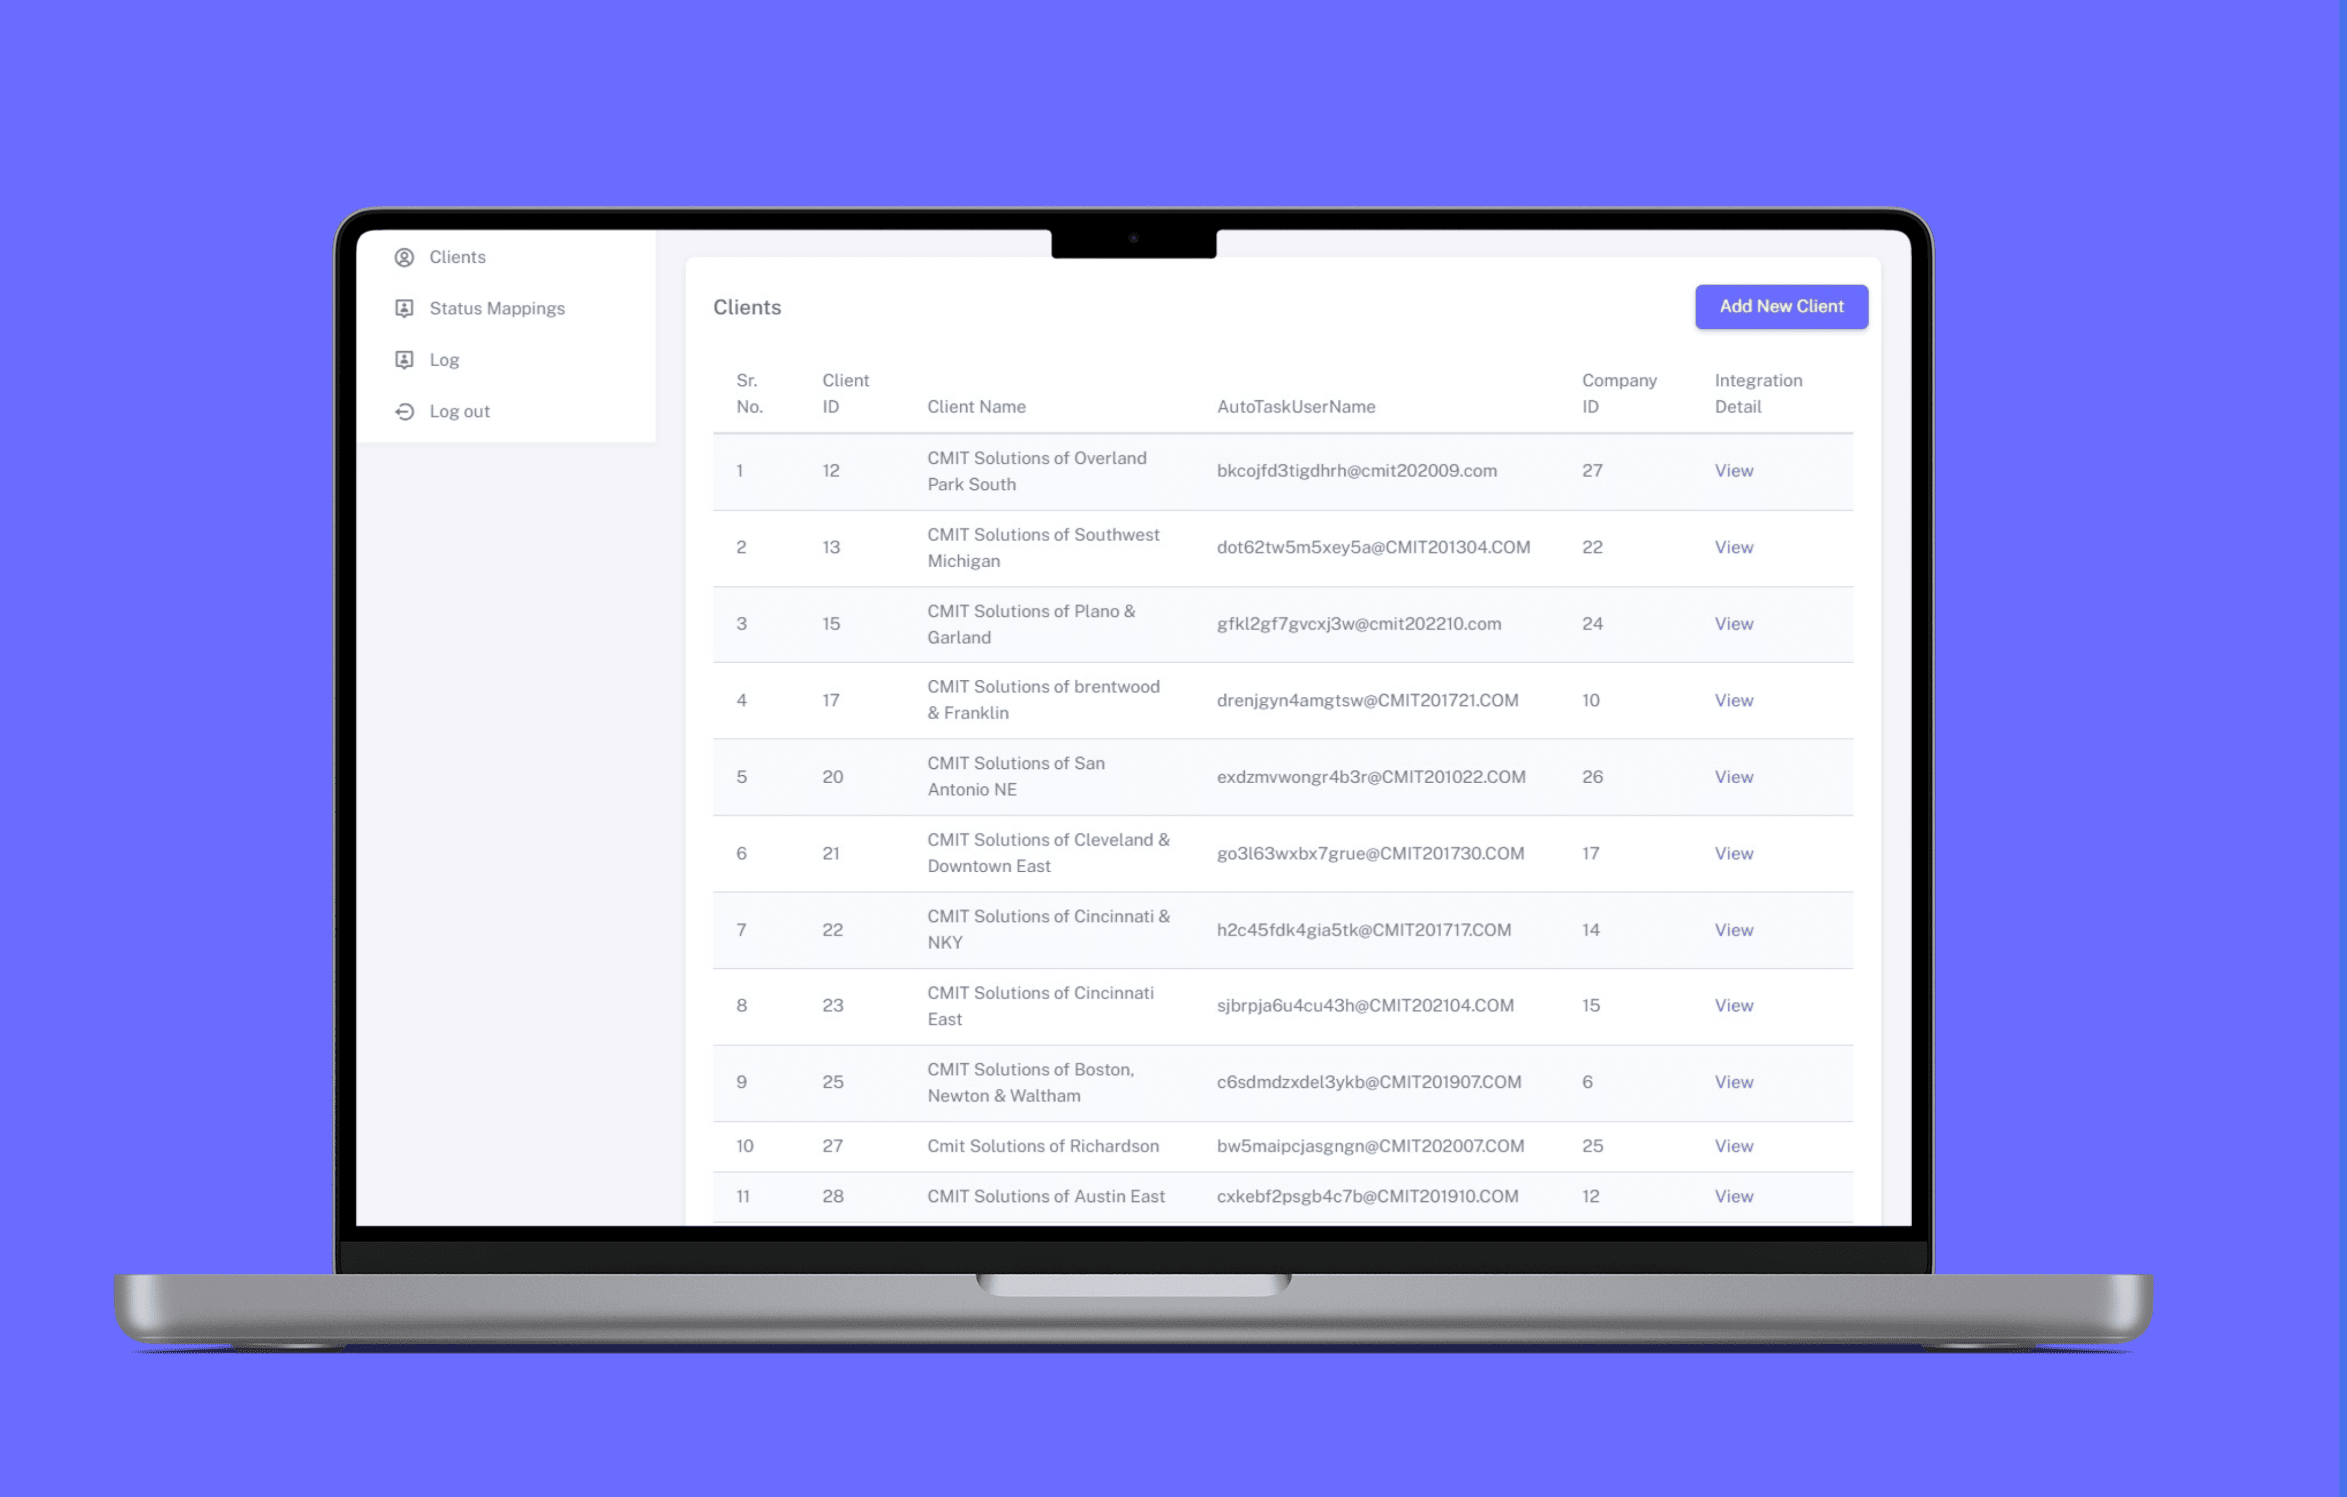 Clients
Status Mappings
Log
Log out
Clients
Add New Client
Sr. No. Client ID Client Name AutoTaskUserName Company ID Integration Detail
1 12 CMIT Solutions of Overland Park South bkcojfd3tigdhrh@cmit202009.com 27 View
2 13 CMIT Solutions of Southwest Michigan dot62tw5m5xey5a@CMIT201304.COM 22 View
3 15 CMIT Solutions of Plano & Garland gfkl2gf7gvcxj3w@cmit202210.com 24 View
4 17 CMIT Solutions of brentwood & Franklin drenjgyn4amgtsw@CMIT201721.COM 10 View
5 20 CMIT Solutions of San Antonio NE exdzmvwongr4b3r@CMIT201022.COM 26 View
6 21 CMIT Solutions of Cleveland & Downtown East go3l63wxbx7grue@CMIT201730.COM 17 View
7 22 CMIT Solutions of Cincinnati & NKY h2c45fdk4gia5tk@CMIT201717.COM 14 View
8 23 CMIT Solutions of Cincinnati East sjbrpja6u4cu43h@CMIT202104.COM 15 View
9 25 CMIT Solutions of Boston, Newton & Waltham c6sdmdzxdel3ykb@CMIT201907.COM 6 View
10 27 Cmit Solutions of Richardson bw5maipcjasgngn@CMIT202007.COM 25 View
11 28 CMIT Solutions of Austin East cxkebf2psgb4c7b@CMIT201910.COM 12 View